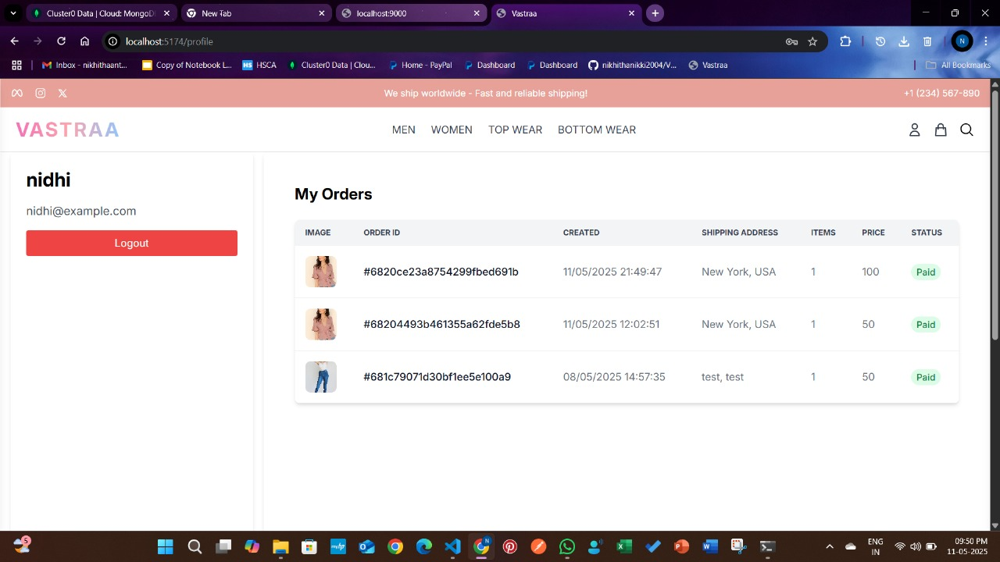 Cluster0 Data | Cloud: MongoD
New Tab
localhost:9000
Vastraa
localhost:5174/profile
N
Inbox - nikhithaant...
Copy of Notebook L...
HS HSCA
Cluster0 Data | Clou...
Home - PayPal
Dashboard
Dashboard
nikhithanikki2004/V...
Vastraa
All Bookmarks
We ship worldwide - Fast and reliable shipping!
+1 (234) 567-890
VASTRAA
MEN
WOMEN
TOP WEAR
BOTTOM WEAR
nidhi
nidhi@example.com
Logout
My Orders
IMAGE ORDER ID CREATED SHIPPING ADDRESS ITEMS PRICE STATUS
#6820ce23a8754299fbed691b 11/05/2025 21:49:47 New York, USA 1 100 Paid
#68204493b461355a62fde5b8 11/05/2025 12:02:51 New York, USA 1 50 Paid
#681c79071d30bf1ee5e100a9 08/05/2025 14:57:35 test, test 1 50 Paid
5
myhp
N
ENG
IN
09:50 PM
11-05-2025